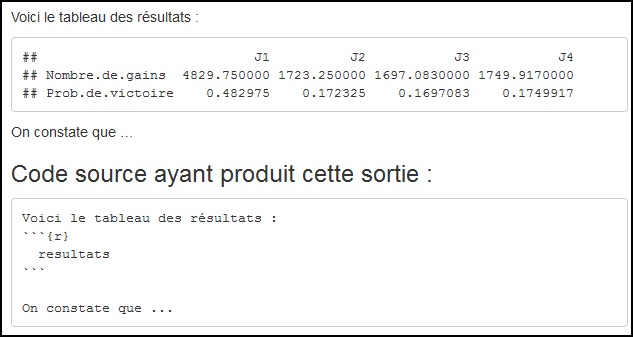 Voici le tableau des résultats :
## J1 J2 J3 J4
## Nombre.de.gains 4829.750000 1723.250000 1697.0830000 1749.9170000
## Prob.de.victoire 0.482975 0.172325 0.1697083 0.1749917
On constate que ...
Code source ayant produit cette sortie :
Voici le tableau des résultats :
```{r}
resultats
```
On constate que ...